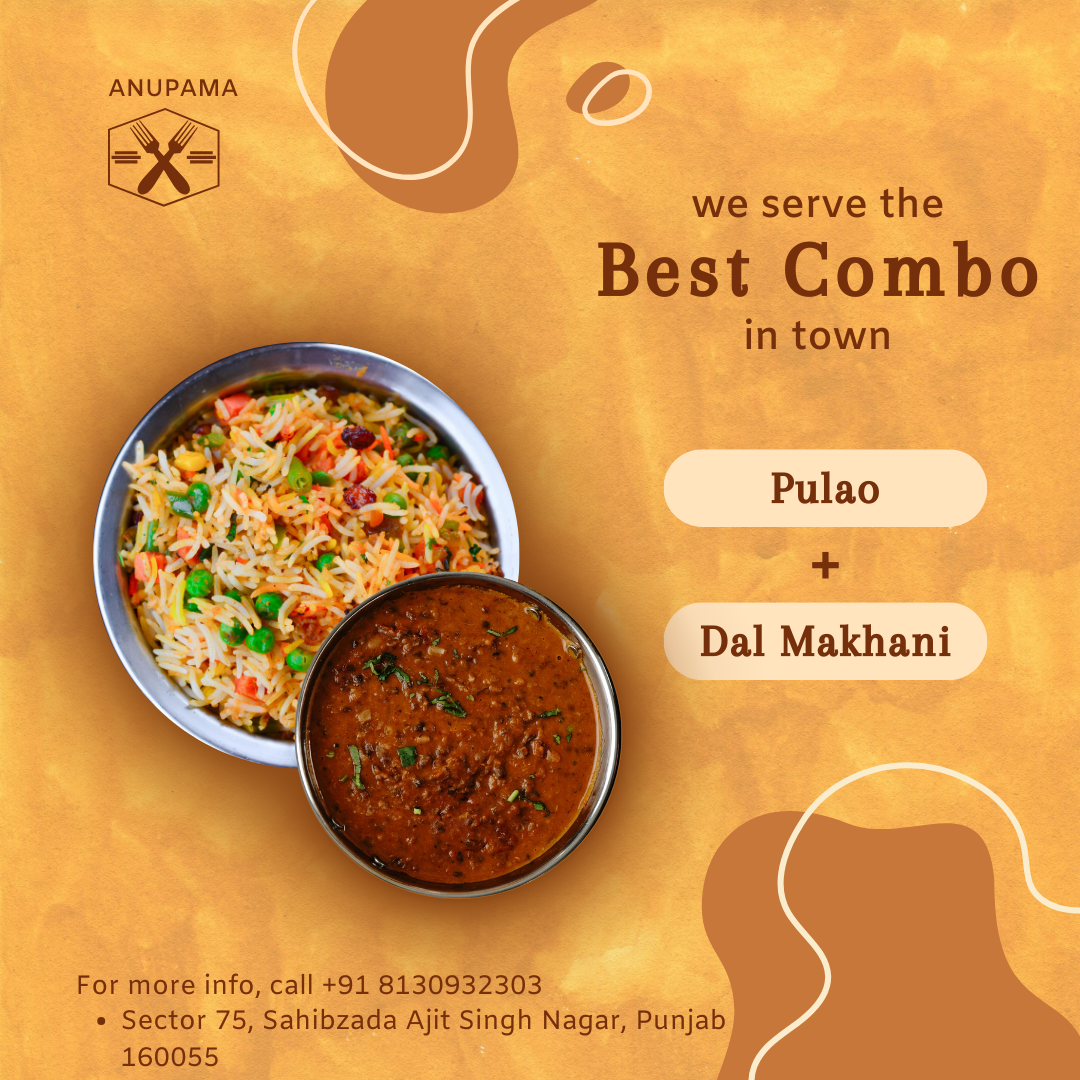 ANUPAMA
we serve the
Best Combo
in town
Pulao
+
Dal Makhani
For more info, call +91 8130932303
• Sector 75, Sahibzada Ajit Singh Nagar, Punjab
160055